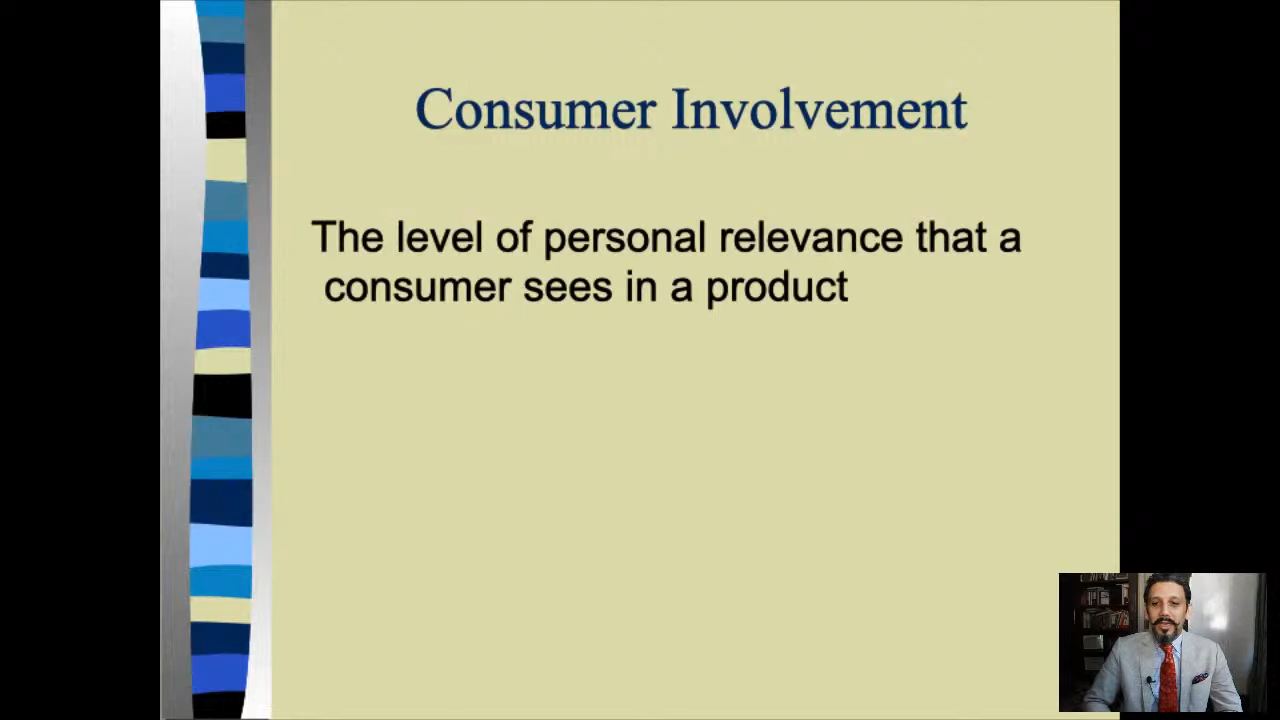 Consumer Involvement
The level of personal relevance that a
consumer sees in a product